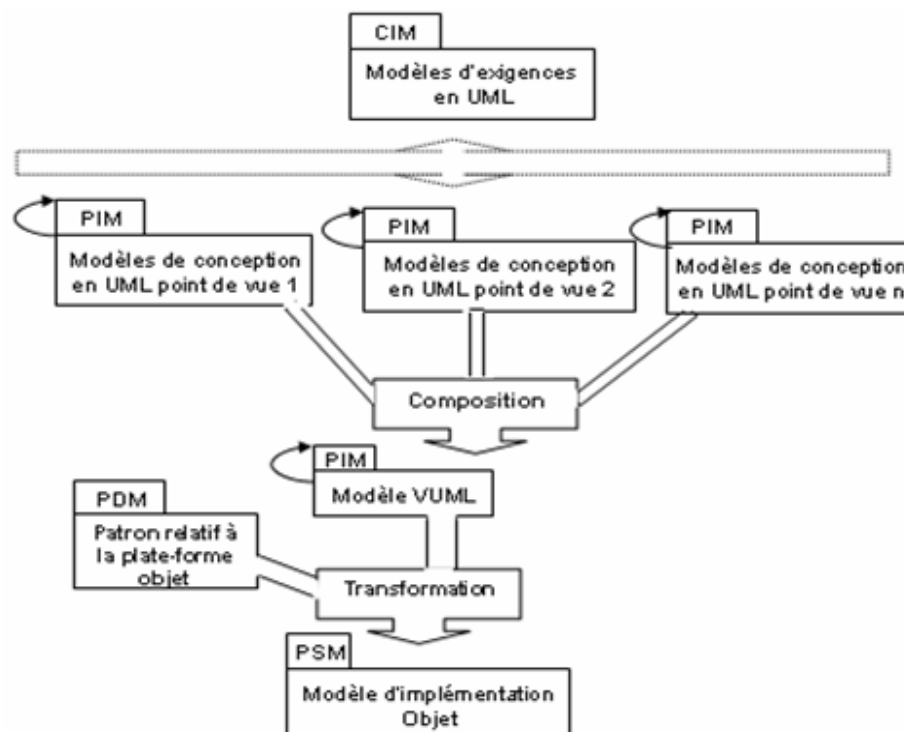 CIM
Modèles d'exigences
en UML
PIM
Modèles de conception
en UML point de vue 1
PIM
Modèles de conception
en UML point de vue 2
PIM
Modèles de conception
en UML point de vue n
Composition
PIM
Modèle VUML
PDM
Patron relatif à
la plate-forme
objet
Transformation
PSM
Modèle d'implémentation
Objet